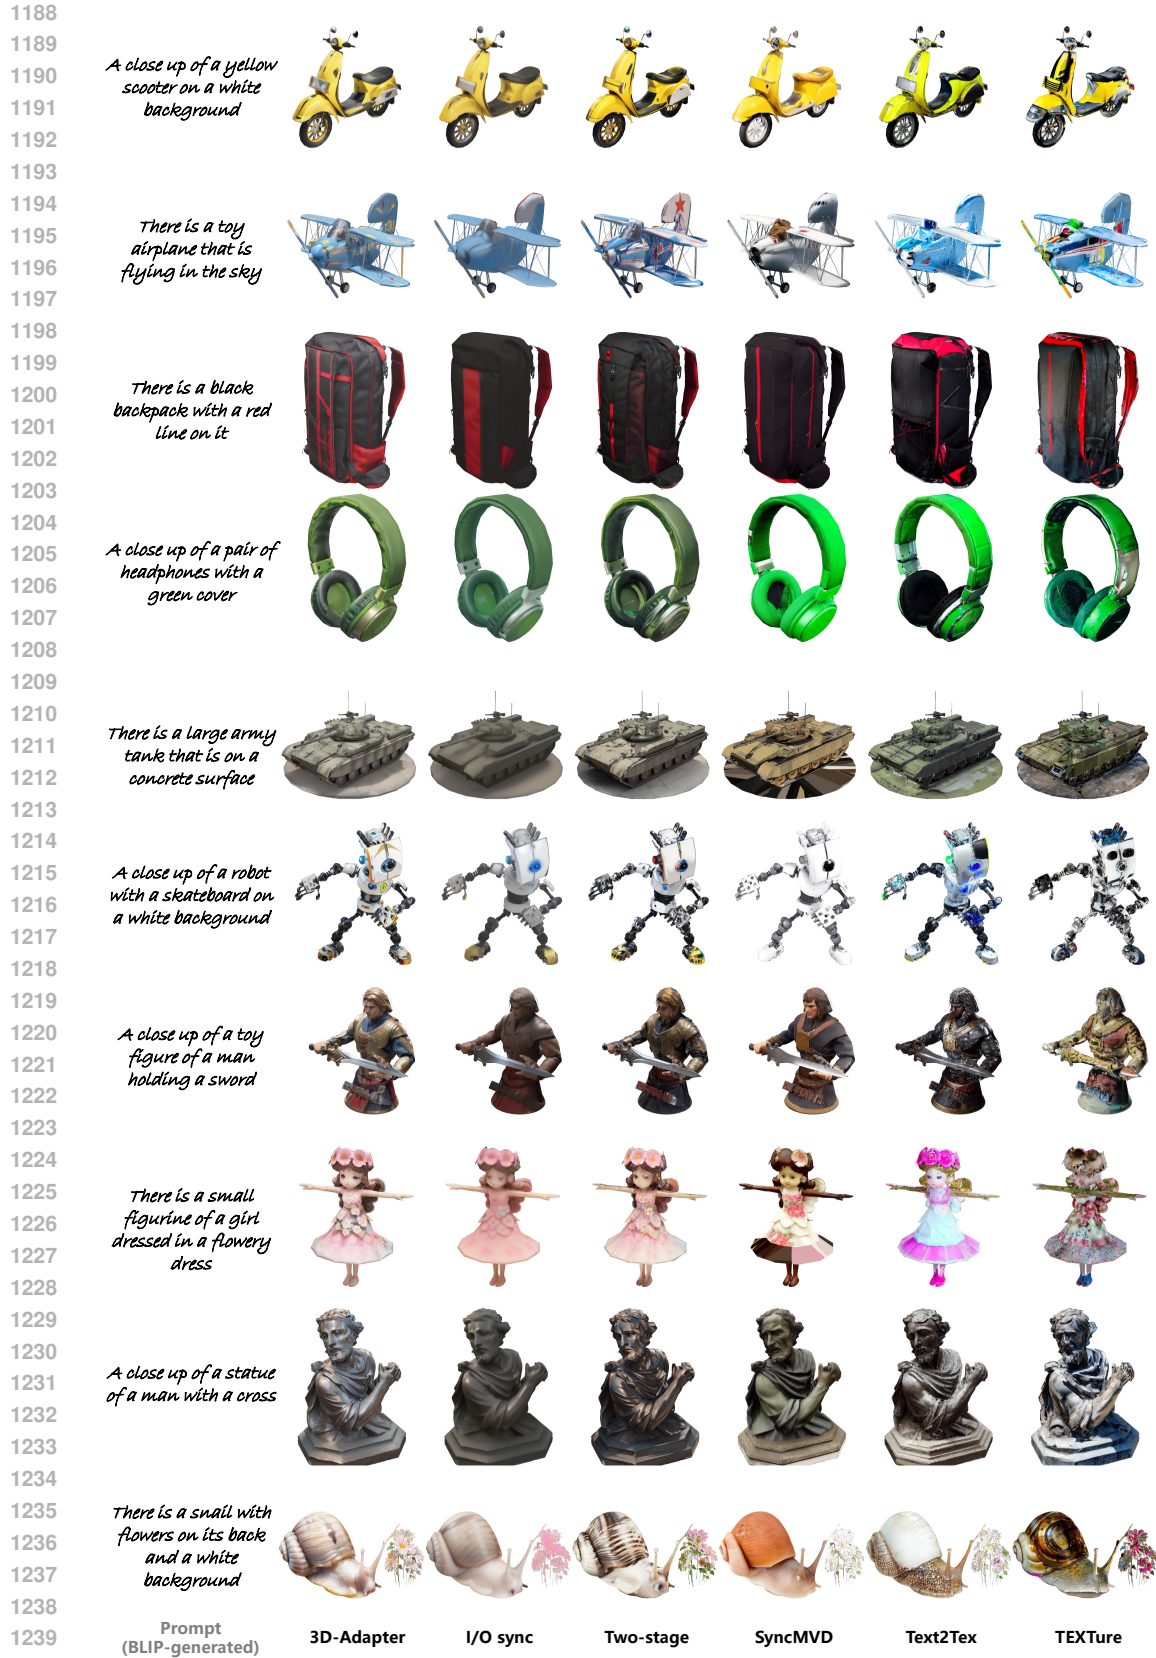 1188
1189
A close up of a yellow
1190
scooter on a white
1191
background
1192
1193
1194
There is a toy
1195
airplane that is
1196
flying in the sky
1197
1198
1199
There is a black
1200
backpack with a red
1201
line on it
1202
1203
1204
A close up of a pair of
1205
headphones with a
1206
green cover
1207
1208
1209
1210
There is a large army
1211
tank that is on a
1212
concrete surface
1213
1214
A close up of a robot
1215
with a skateboard on
1216
a white background
1217
1218
1219
A close up of a toy
1220
figure of a man
1221
holding a sword
1222
1223
1224
There is a small
1225
figurine of a girl
1226
dressed in a flowery
1227
dress
1228
1229
1230
A close up of a statue
1231
of a man with a cross
1232
1233
1234
There is a snail with
1235
flowers on its back
1236
and a white
1237
background
1238
Prompt
(BLIP-generated)
1239
3D-Adapter I/O sync Two-stage SyncMVD Text2Tex TEXTure